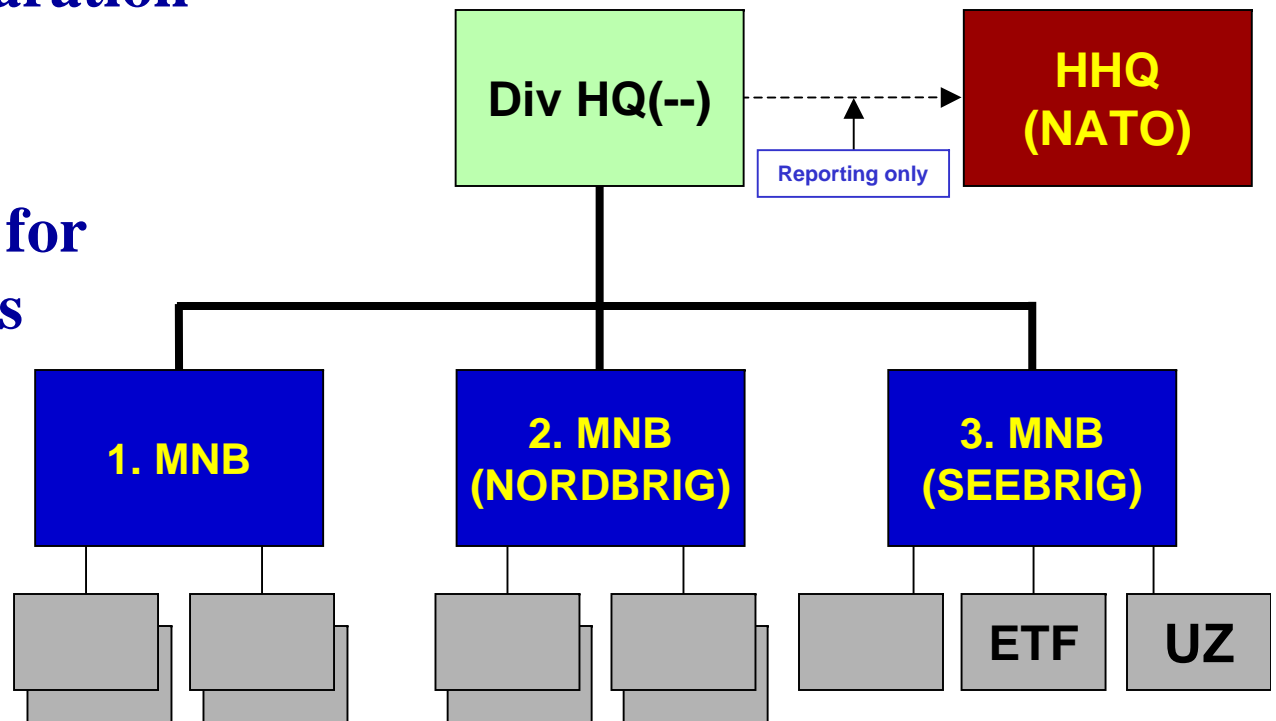 Div HQ(--)
HHQ
(NATO)
Reporting only
for
1. MNB
2. MNB
(NORDBRIG)
3. MNB
(SEEBRIG)
ETF
UZ